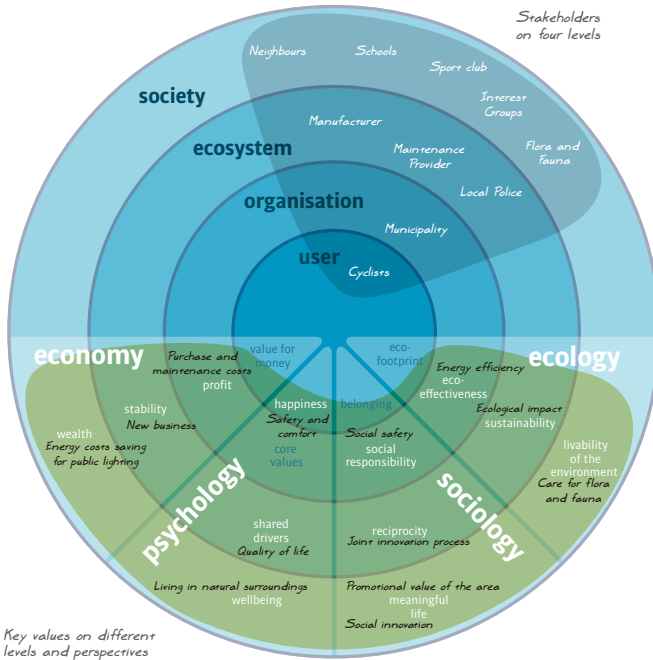 Stakeholders
on four levels
Neighbours
Schools
Sport club
society
Interest
Groups
Manufacturer
ecosystem
Maintenance
Provider
Flora and
Fauna
Local Police
organisation
Municipality
user
Cyclists
economy
Purchase and
maintenance costs
profit
value for
money
eco-
footprint
Energy efficiency
eco-
effectiveness
ecology
stability
New business
happiness
belonging
Ecological impact
sustainability
wealth
Energy costs saving
for public lighting
Safety and
comfort
core
values
Social safety
social
responsibility
livability
of the
environment
Care for flora
and fauna
psychology
sociology
shared
drivers
Quality of life
reciprocity
Joint innovation process
Living in natural surroundings
wellbeing
Promotional value of the area
meaningful
life
Social innovation
Key values on different
levels and perspectives